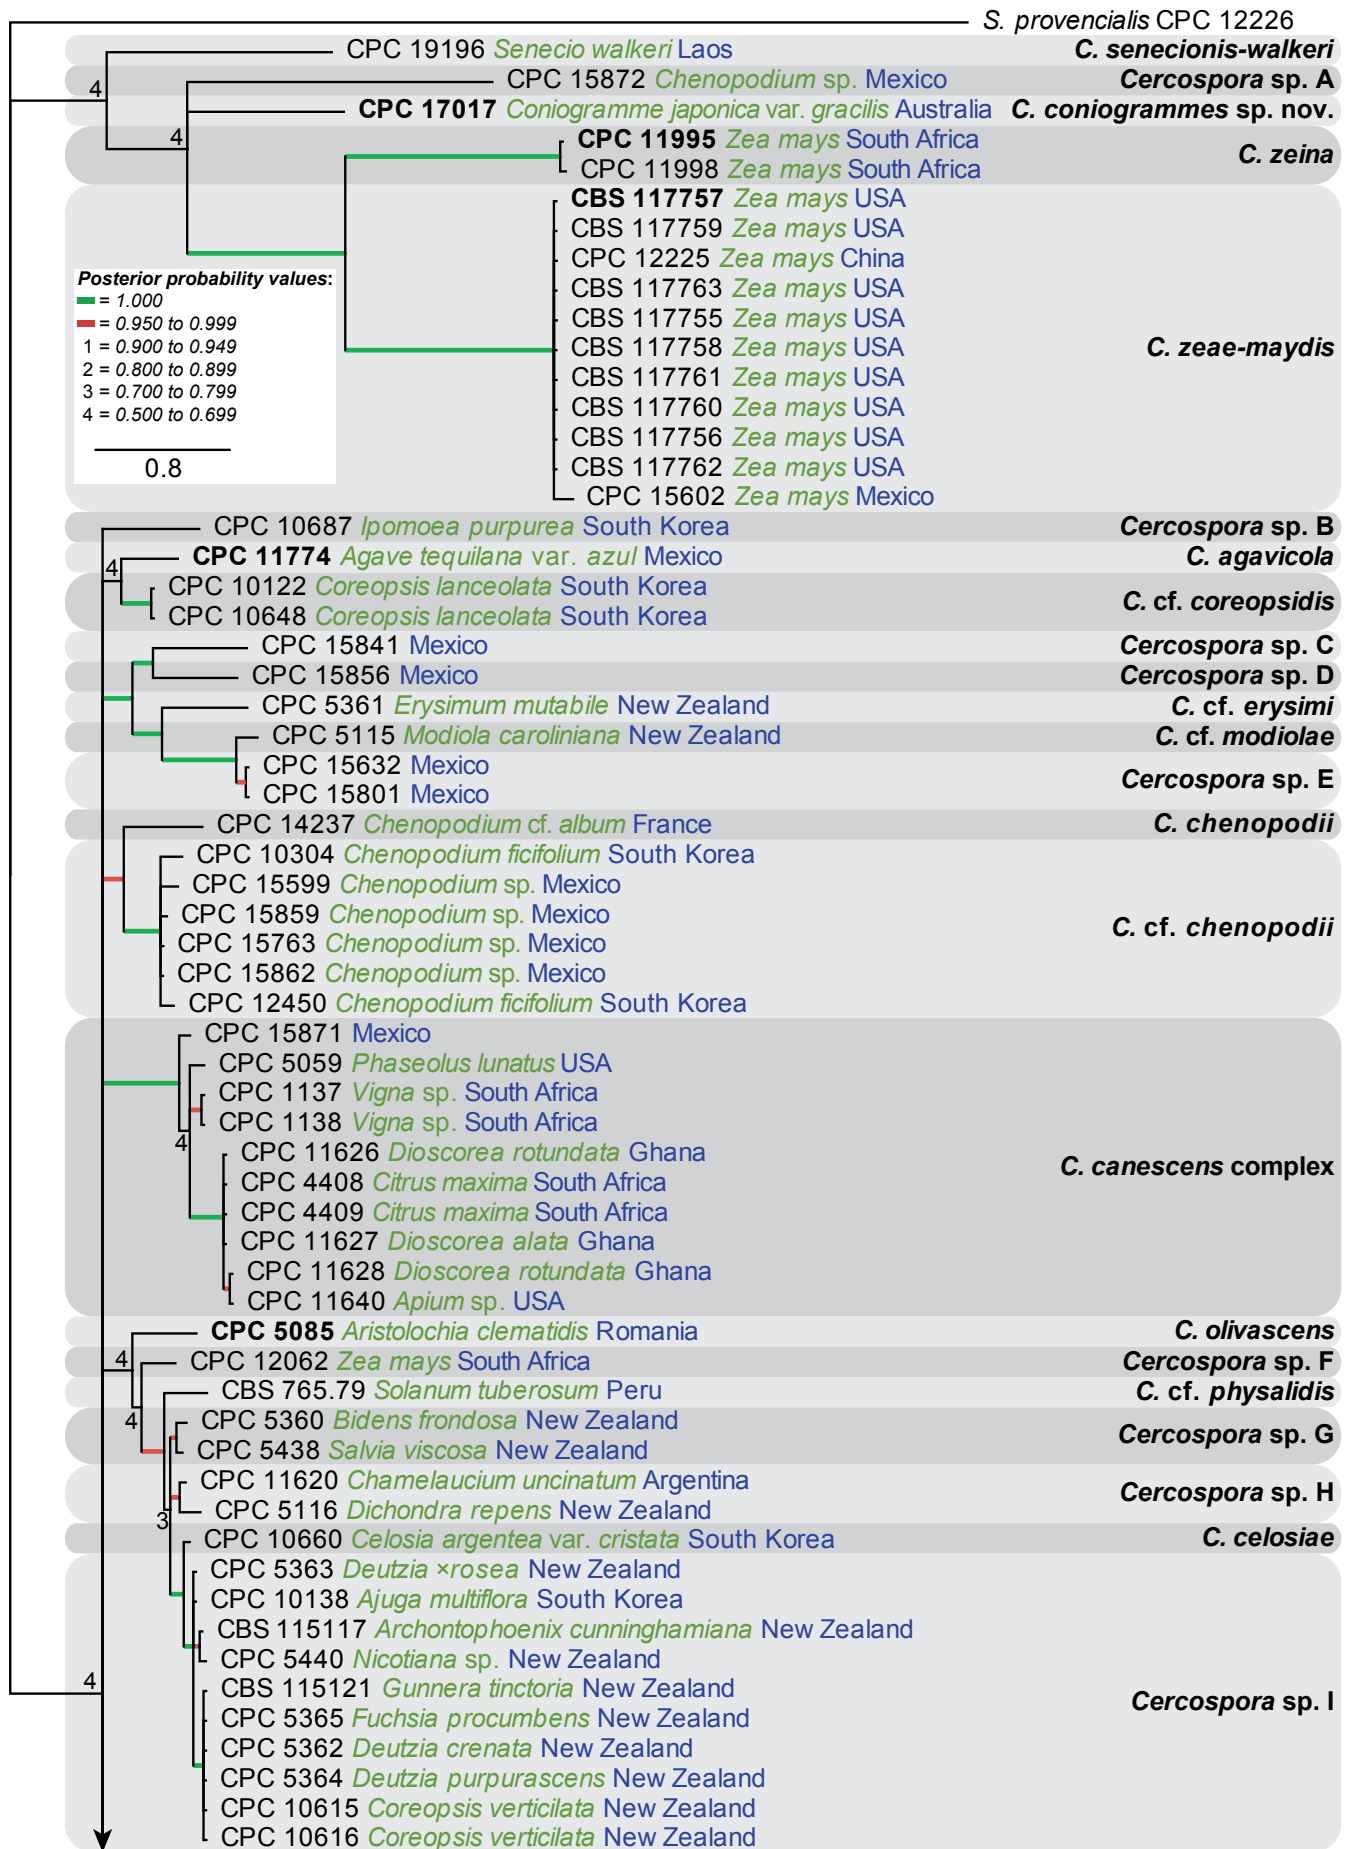 S. provencialis CPC 12226
CPC 19196 Senecio walkeri Laos C. senecionis-walkeri
4 CPC 15872 Chenopodium sp. Mexico Cercospora sp. A
CPC 17017 Coniogramme japonica var. gracilis Australia C. coniogrammes sp. nov.
4 CPC 11995 Zea mays South Africa
C. zeina
CPC 11998 Zea mays South Africa
CBS 117757 Zea mays USA
CBS 117759 Zea mays USA
CPC 12225 Zea mays China
Posterior probability values:
= 1.000
= 0.950 to 0.999
1 = 0.900 to 0.949
2 = 0.800 to 0.899
3 = 0.700 to 0.799
4 = 0.500 to 0.699
0.8
CBS 117763 Zea mays USA
CBS 117755 Zea mays USA
CBS 117758 Zea mays USA C. zeae-maydis
CBS 117761 Zea mays USA
CBS 117760 Zea mays USA
CBS 117756 Zea mays USA
CBS 117762 Zea mays USA
CPC 15602 Zea mays Mexico
CPC 10687 Ipomoea purpurea South Korea Cercospora sp. B
4 CPC 11774 Agave tequilana var. azul Mexico C. agavicola
CPC 10122 Coreopsis lanceolata South Korea
C. cf. coreopsidis
CPC 10648 Coreopsis lanceolata South Korea
CPC 15841 Mexico Cercospora sp. C
CPC 15856 Mexico Cercospora sp. D
CPC 5361 Erysimum mutabile New Zealand C. cf. erysimi
CPC 5115 Modiola caroliniana New Zealand C. cf. modiolae
CPC 15632 Mexico
Cercospora sp. E
CPC 15801 Mexico
CPC 14237 Chenopodium cf. album France C. chenopodii
CPC 10304 Chenopodium ficifolium South Korea
CPC 15599 Chenopodium sp. Mexico
CPC 15859 Chenopodium sp. Mexico
C. cf. chenopodii
CPC 15763 Chenopodium sp. Mexico
CPC 15862 Chenopodium sp. Mexico
CPC 12450 Chenopodium ficifolium South Korea
CPC 15871 Mexico
CPC 5059 Phaseolus lunatus USA
CPC 1137 Vigna sp. South Africa
CPC 1138 Vigna sp. South Africa
4
CPC 11626 Dioscorea rotundata Ghana
C. canescens complex
CPC 4408 Citrus maxima South Africa
CPC 4409 Citrus maxima South Africa
CPC 11627 Dioscorea alata Ghana
CPC 11628 Dioscorea rotundata Ghana
CPC 11640 Apium sp. USA
CPC 5085 Aristolochia clematidis Romania C. olivascens
4 CPC 12062 Zea mays South Africa Cercospora sp. F
CBS 765.79 Solanum tuberosum Peru C. cf. physalidis
4 CPC 5360 Bidens frondosa New Zealand
Cercospora sp. G
CPC 5438 Salvia viscosa New Zealand
CPC 11620 Chamelaucium uncinatum Argentina
Cercospora sp. H
CPC 5116 Dichondra repens New Zealand
3
CPC 10660 Celosia argentea var. cristata South Korea C. celosiae
CPC 5363 Deutzia ×rosea New Zealand
CPC 10138 Ajuga multiflora South Korea
CBS 115117 Archontophoenix cunninghamiana New Zealand
CPC 5440 Nicotiana sp. New Zealand
4 CBS 115121 Gunnera tinctoria New Zealand
Cercospora sp. I
CPC 5365 Fuchsia procumbens New Zealand
CPC 5362 Deutzia crenata New Zealand
CPC 5364 Deutzia purpurascens New Zealand
CPC 10615 Coreopsis verticilata New Zealand
CPC 10616 Coreopsis verticilata New Zealand